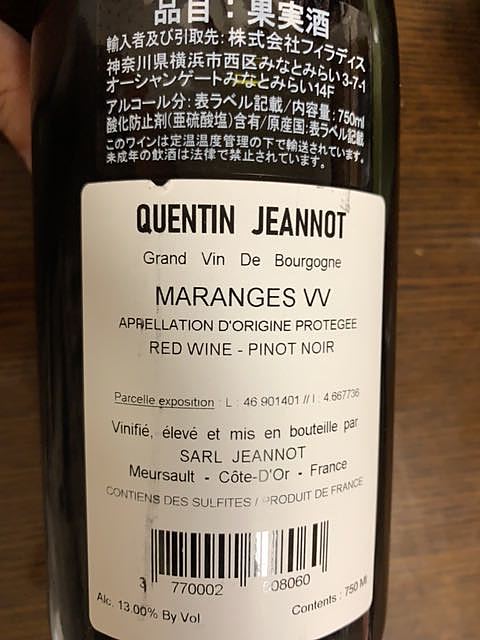 品目：果実酒
輸入者及び引取先：株式会社フィラディス
神奈川県横浜市西区みなとみらい3-7-1
オーシャンゲートみなとみらい14F
アルコール分：表ラベル記載/内容量：750ml
酸化防止剤(亜硫酸塩)含有/原産国：表ラベル記載
このワインは定温温度管理の下で輸送されています。
未成年の飲酒は法律で禁止されています。
QUENTIN JEANNOT
Grand Vin De Bourgogne
MARANGES VV
APPELLATION D'ORIGINE PROTEGEE
RED WINE - PINOT NOIR
Parcelle exposition : L : 46.901401 // l : 4.667736
Vinifié, élevé et mis en bouteille par
SARL JEANNOT
Meursault - Côte-D'Or - France
CONTIENS DES SULFITES / PRODUIT DE FRANCE
3 770002 608060
Alc. 13.00% By Vol
Contents : 750 Ml